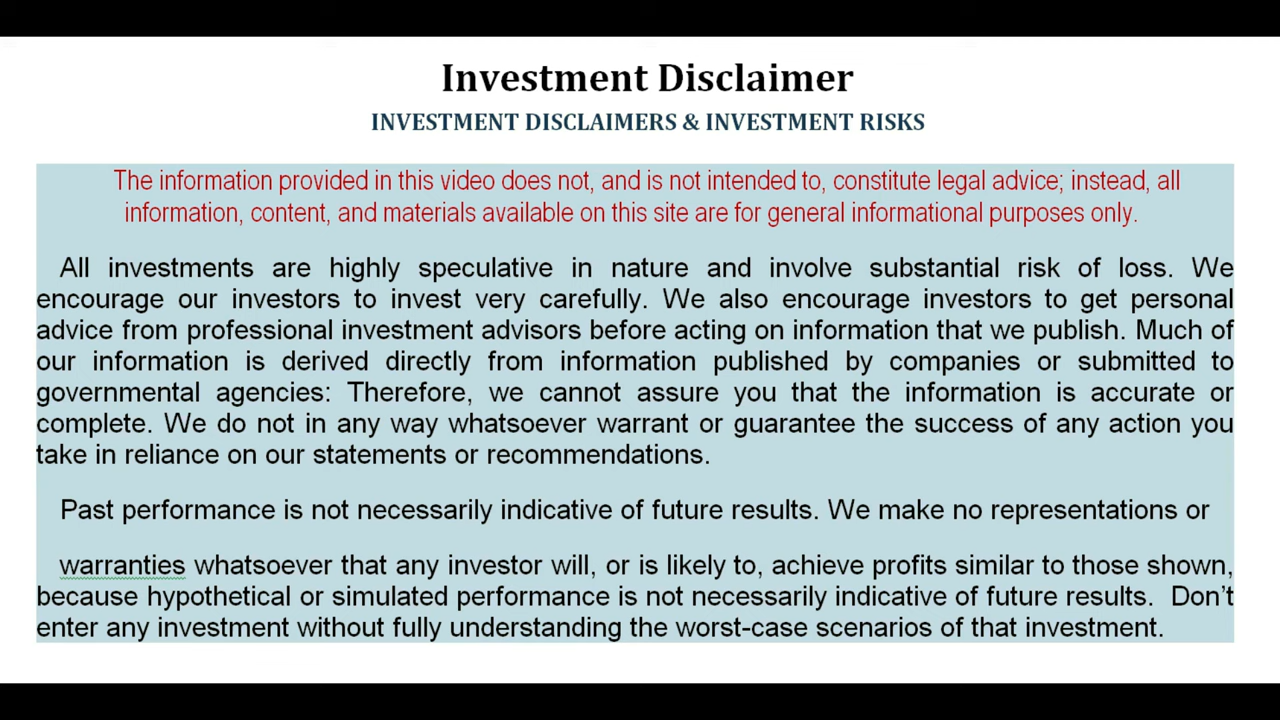 Investment Disclaimer
INVESTMENT DISCLAIMERS & INVESTMENT RISKS
The information provided in this video does not, and is not intended to, constitute legal advice; instead, all
information, content, and materials available on this site are for general informational purposes only.
All investments are highly speculative in nature and involve substantial risk of loss. We
encourage our investors to invest very carefully. We also encourage investors to get personal
advice from professional investment advisors before acting on information that we publish. Much of
our information is derived directly from information published by companies or submitted to
governmental agencies: Therefore, we cannot assure you that the information is accurate or
complete. We do not in any way whatsoever warrant or guarantee the success of any action you
take in reliance on our statements or recommendations.
Past performance is not necessarily indicative of future results. We make no representations or
warranties whatsoever that any investor will, or is likely to, achieve profits similar to those shown,
because hypothetical or simulated performance is not necessarily indicative of future results. Don’t
enter any investment without fully understanding the worst-case scenarios of that investment.